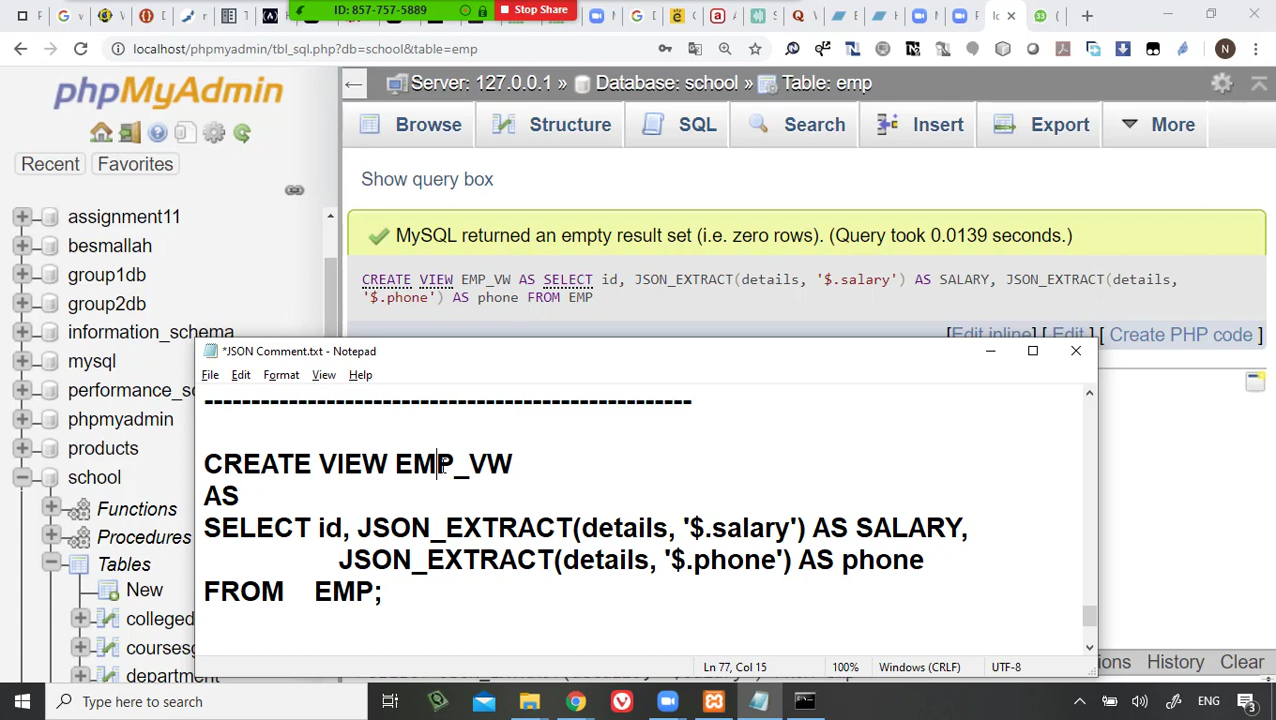 ID: 857-757-5889
Stop Share
localhost/phpmyadmin/tbl_sql.php?db=school&table=emp
N
phpMyAdmin
Recent
Favorites
assignment11
besmallah
group1db
group2db
information_schema
mysql
performance_s
phpmyadmin
products
school
Functions
Procedures
Tables
New
colleged
coursesg
department
Server: 127.0.0.1 » Database: school » Table: emp
Browse
Structure
SQL
Search
Insert
Export
More
Show query box
MySQL returned an empty result set (i.e. zero rows). (Query took 0.0139 seconds.)
CREATE VIEW EMP_VW AS SELECT id, JSON_EXTRACT(details, '$.salary') AS SALARY, JSON_EXTRACT(details,
'$.phone') AS phone FROM EMP
[Edit inline] [ Edit ] [ Create PHP code ]
*JSON Comment.txt - Notepad
File Edit Format View Help
------------------------------------------------------
CREATE VIEW EMP_VW
AS
SELECT id, JSON_EXTRACT(details, '$.salary') AS SALARY,
JSON_EXTRACT(details, '$.phone') AS phone
FROM EMP;
Ln 77, Col 15
100%
Windows (CRLF)
UTF-8
ions
History
Clear
Type here to search
ENG
3